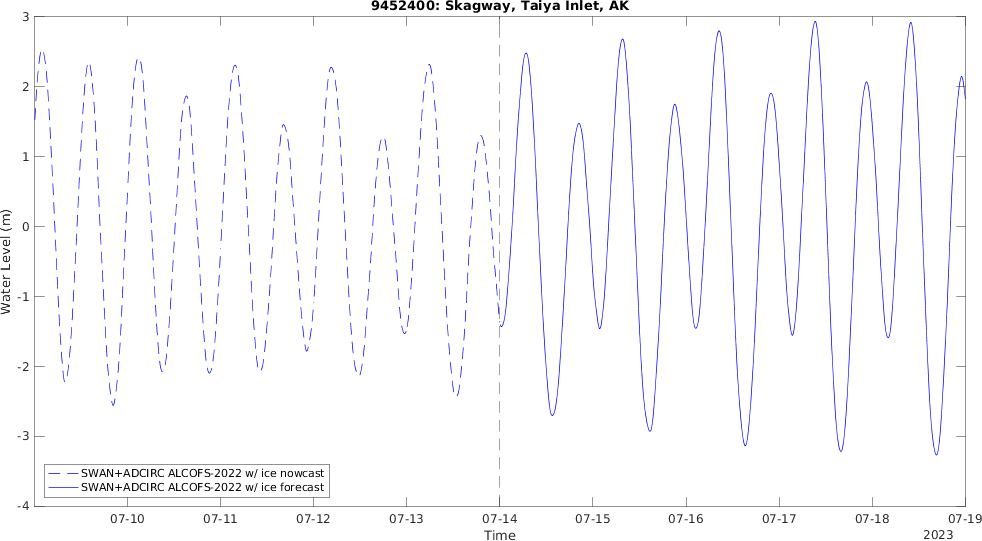 9452400: Skagway, Taiya Inlet, AK
3
2
1
0
-1
-2
-3
-4
Water Level (m)
SWAN+ADCIRC ALCOFS-2022 w/ ice nowcast
SWAN+ADCIRC ALCOFS-2022 w/ ice forecast
07-10 07-11 07-12 07-13 07-14 07-15 07-16 07-17 07-18 07-19
Time
2023